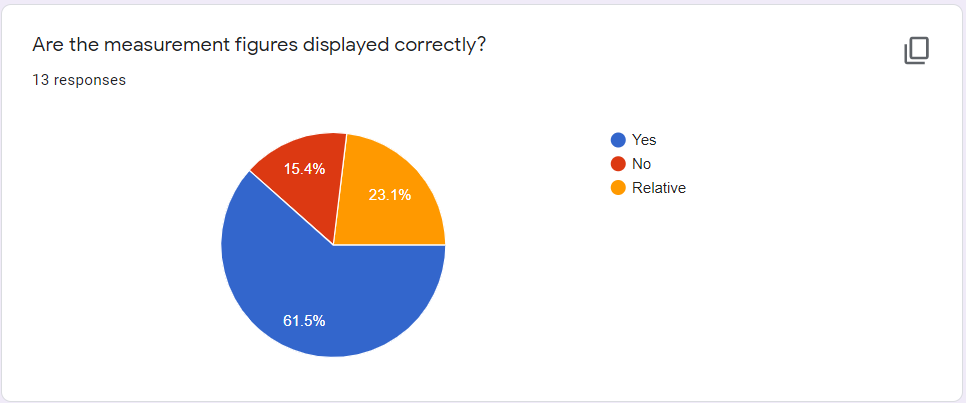 Are the measurement figures displayed correctly?
13 responses
Yes
No
Relative
15.4%
23.1%
61.5%